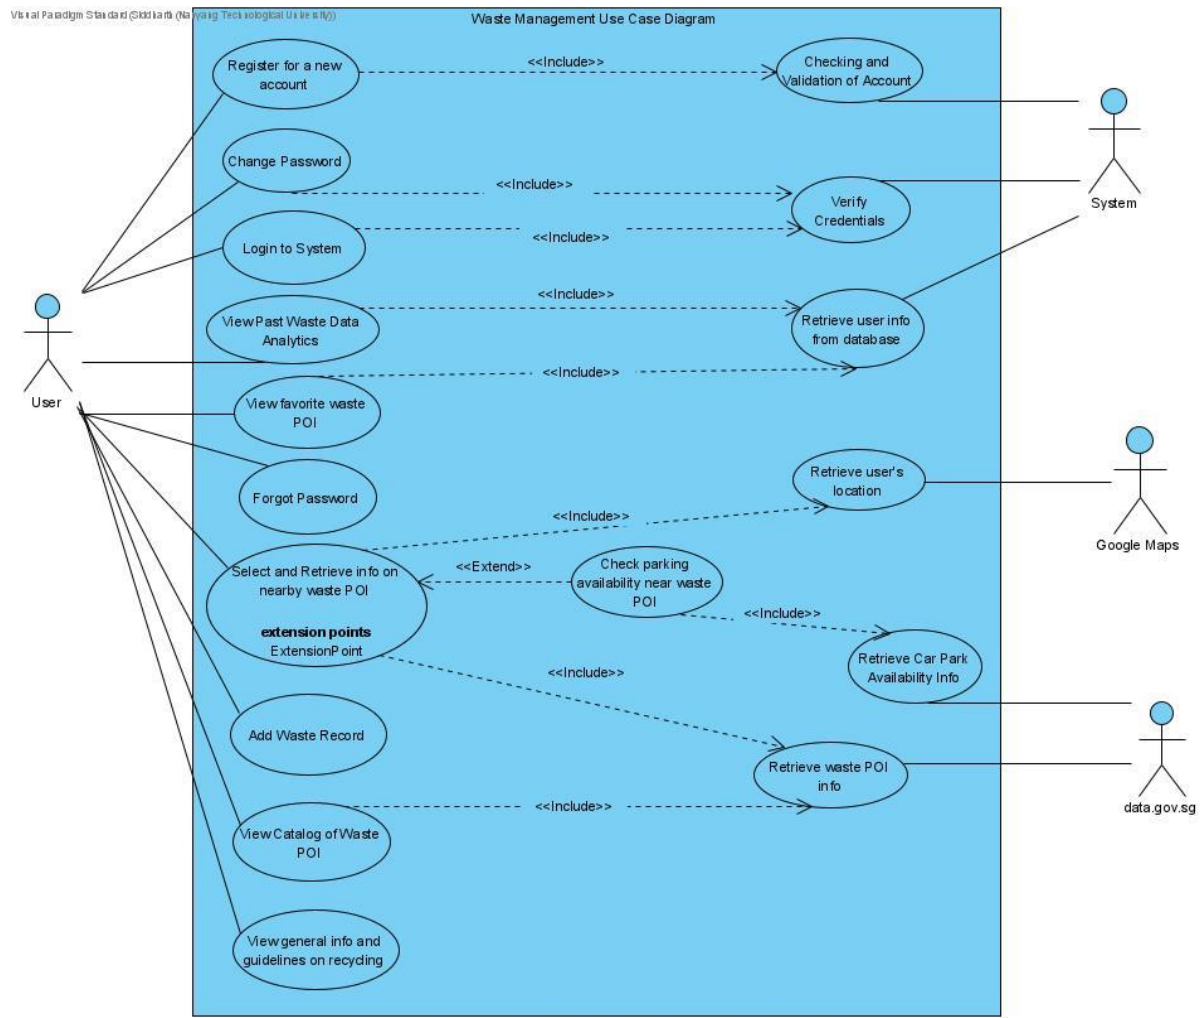 Visual Paradigm Standard(Siddharth(Nanyang Technological University))
Waste Management Use Case Diagram
Register for a new
account
<<Include>>
Checking and
Validation of Account
Change Password
<<Include>>
Verify
Credentials
System
Login to System
<<Include>>
View Past Waste Data
Analytics
<<Include>>
Retrieve user info
from database
User
View favorite waste
POI
<<Include>>
Forgot Password
Retrieve user's
location
Google Maps
<<Include>>
Select and Retrieve info on
nearby waste POI
extension points
ExtensionPoint
<<Extend>>
Check parking
availability near waste
POI
<<Include>>
Retrieve Car Park
Availability Info
<<Include>>
Add Waste Record
Retrieve waste POI
info
data.gov.sg
<<Include>>
View Catalog of Waste
POI
View general info and
guidelines on recycling